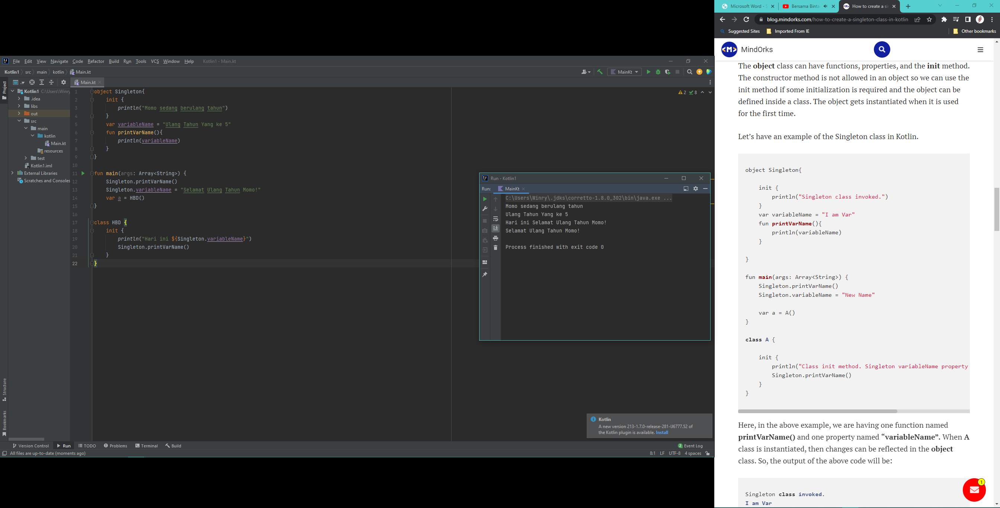 File Edit View Navigate Code Refactor Build Run Tools VCS Window Help Kotlin1 - Main.kt
Kotlin1 src main kotlin Main.kt
MainKt
Project
Main.kt
Kotlin1 C:\Users\Winry
.idea
libs
out
src
main
kotlin
Main.kt
resources
test
Kotlin1.iml
External Libraries
Scratches and Consoles
Structure
Bookmarks
2 8
1 object Singleton{
2 init {
3 println("Momo sedang berulang tahun")
4 }
5 var variableName = "Ulang Tahun Yang ke 5"
6 fun printVarName(){
7 println(variableName)
8 }
9 }
10
11 fun main(args: Array<String>) {
12 Singleton.printVarName()
13 Singleton.variableName = "Selamat Ulang Tahun Momo!"
14 var a = HBD()
15 }
16
17 class HBD {
18 init {
19 println("Hari ini ${Singleton.variableName}")
20 Singleton.printVarName()
21 }
22 }
Run - Kotlin1
Run: MainKt
C:\Users\Winry\.jdks\corretto-1.8.0_302\bin\java.exe ...
Momo sedang berulang tahun
Ulang Tahun Yang ke 5
Hari ini Selamat Ulang Tahun Momo!
Selamat Ulang Tahun Momo!
Process finished with exit code 0
Kotlin
A new version 213-1.7.0-release-281-IJ6777.52 of
the Kotlin plugin is available. Install
Version Control Run TODO Problems Terminal Build
2 Event Log
All files are up-to-date (moments ago)
8:1 LF UTF-8 4 spaces
Microsoft Word - S Bersama Binta How to create a si
blog.mindorks.com/how-to-create-a-singleton-class-in-kotlin
Suggested Sites Imported From IE Other bookmarks
<M> MindOrks
The object class can have functions, properties, and the init method.
The constructor method is not allowed in an object so we can use the
init method if some initialization is required and the object can be
defined inside a class. The object gets instantiated when it is used
for the first time.
Let’s have an example of the Singleton class in Kotlin.
object Singleton{
init {
println("Singleton class invoked.")
}
var variableName = "I am Var"
fun printVarName(){
println(variableName)
}
}
fun main(args: Array<String>) {
Singleton.printVarName()
Singleton.variableName = "New Name"
var a = A()
}
class A {
init {
println("Class init method. Singleton variableName property
Singleton.printVarName()
}
}
Here, in the above example, we are having one function named
printVarName() and one property named “variableName”. When A
class is instantiated, then changes can be reflected in the object
class. So, the output of the above code will be:
Singleton class invoked.
I am Var
1